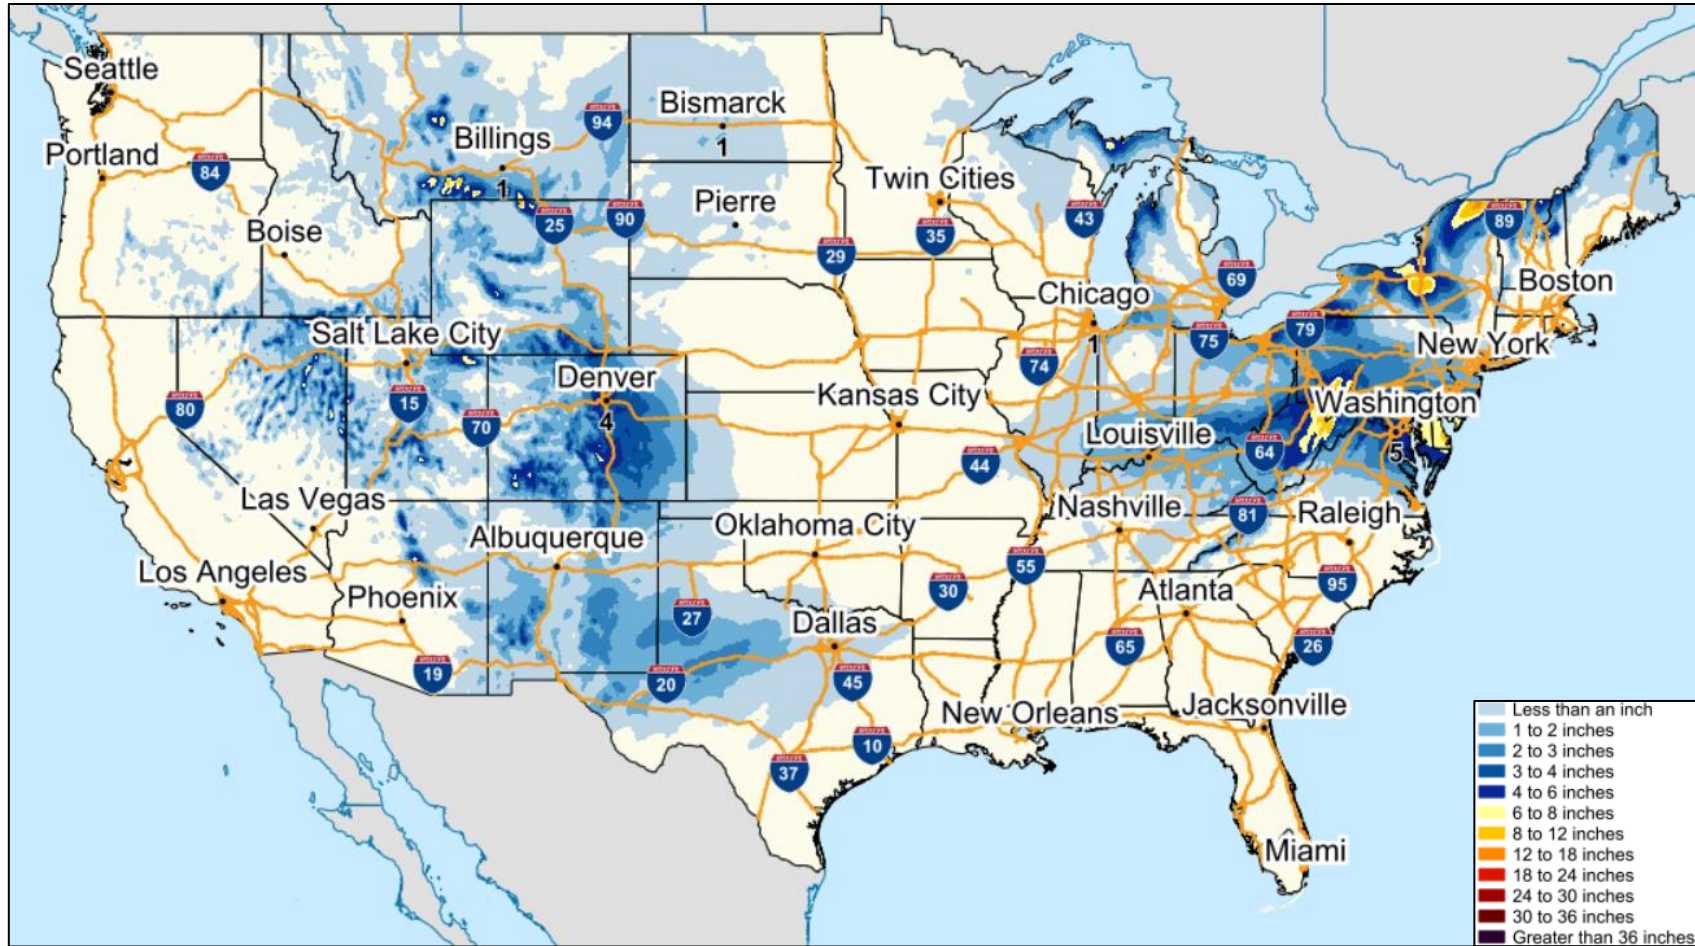 Seattle
Bismarck
94
Billings
1
Portland
84
1
Twin Cities
Pierre
25
90
43
89
Boise
35
29
69
Boston
Chicago
Salt Lake City
79
75
New York
1
74
Denver
Kansas City
Washington
80
15
4
70
Louisville
64
5
44
Las Vegas
Nashville
81
Raleigh
Albuquerque
Oklahoma City
Los Angeles
55
95
Phoenix
30
Atlanta
27
Dallas
65
26
19
20
45
New Orleans
Jacksonville
10
37
Miami
Less than an inch
1 to 2 inches
2 to 3 inches
3 to 4 inches
4 to 6 inches
6 to 8 inches
8 to 12 inches
12 to 18 inches
18 to 24 inches
24 to 30 inches
30 to 36 inches
Greater than 36 inches